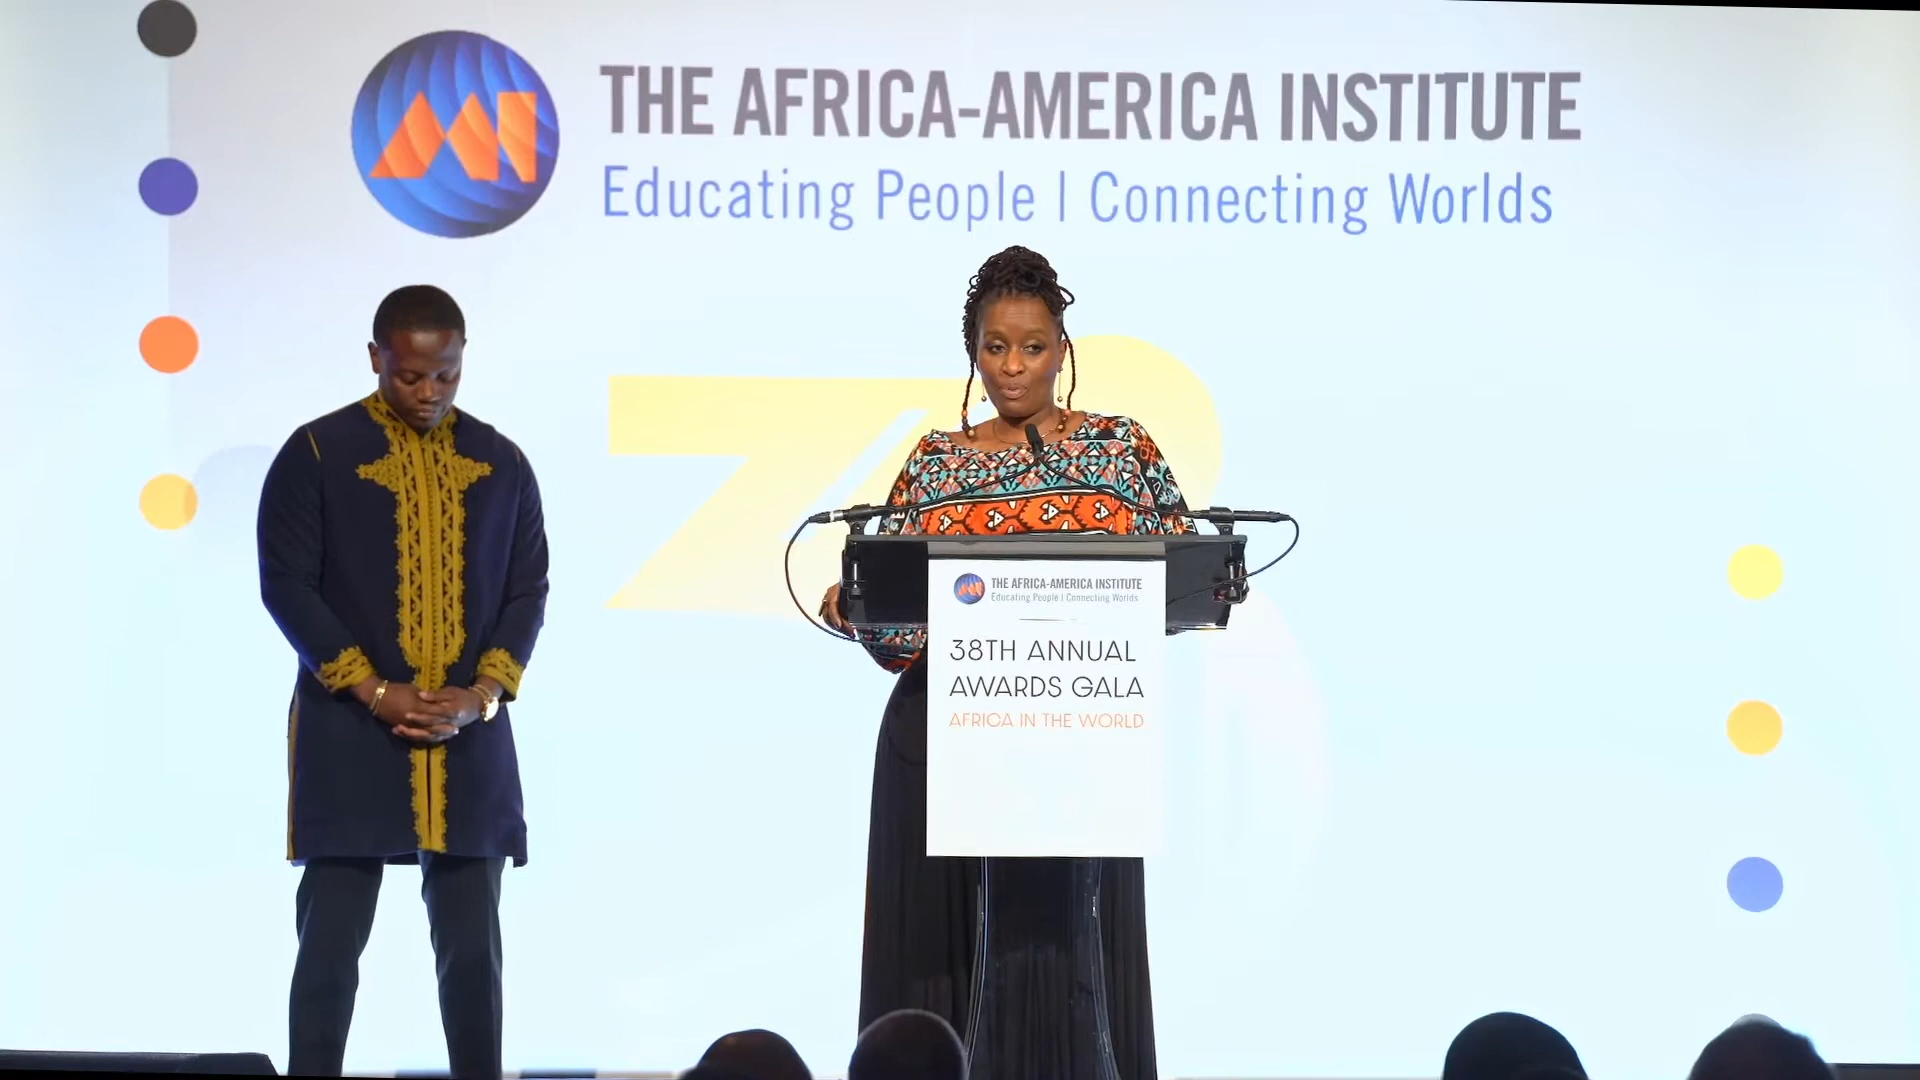 THE AFRICA-AMERICA INSTITUTE
Educating People | Connecting Worlds
THE AFRICA-AMERICA INSTITUTE
Educating People | Connecting Worlds
38TH ANNUAL
AWARDS GALA
AFRICA IN THE WORLD